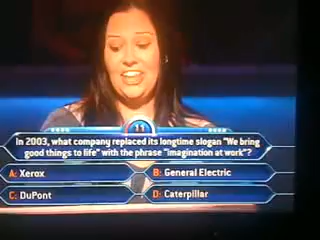 11
In 2003, what company replaced its longtime slogan "We bring
good things to life" with the phrase "imagination at work"?
A: Xerox
B: General Electric
C: DuPont
D: Caterpillar